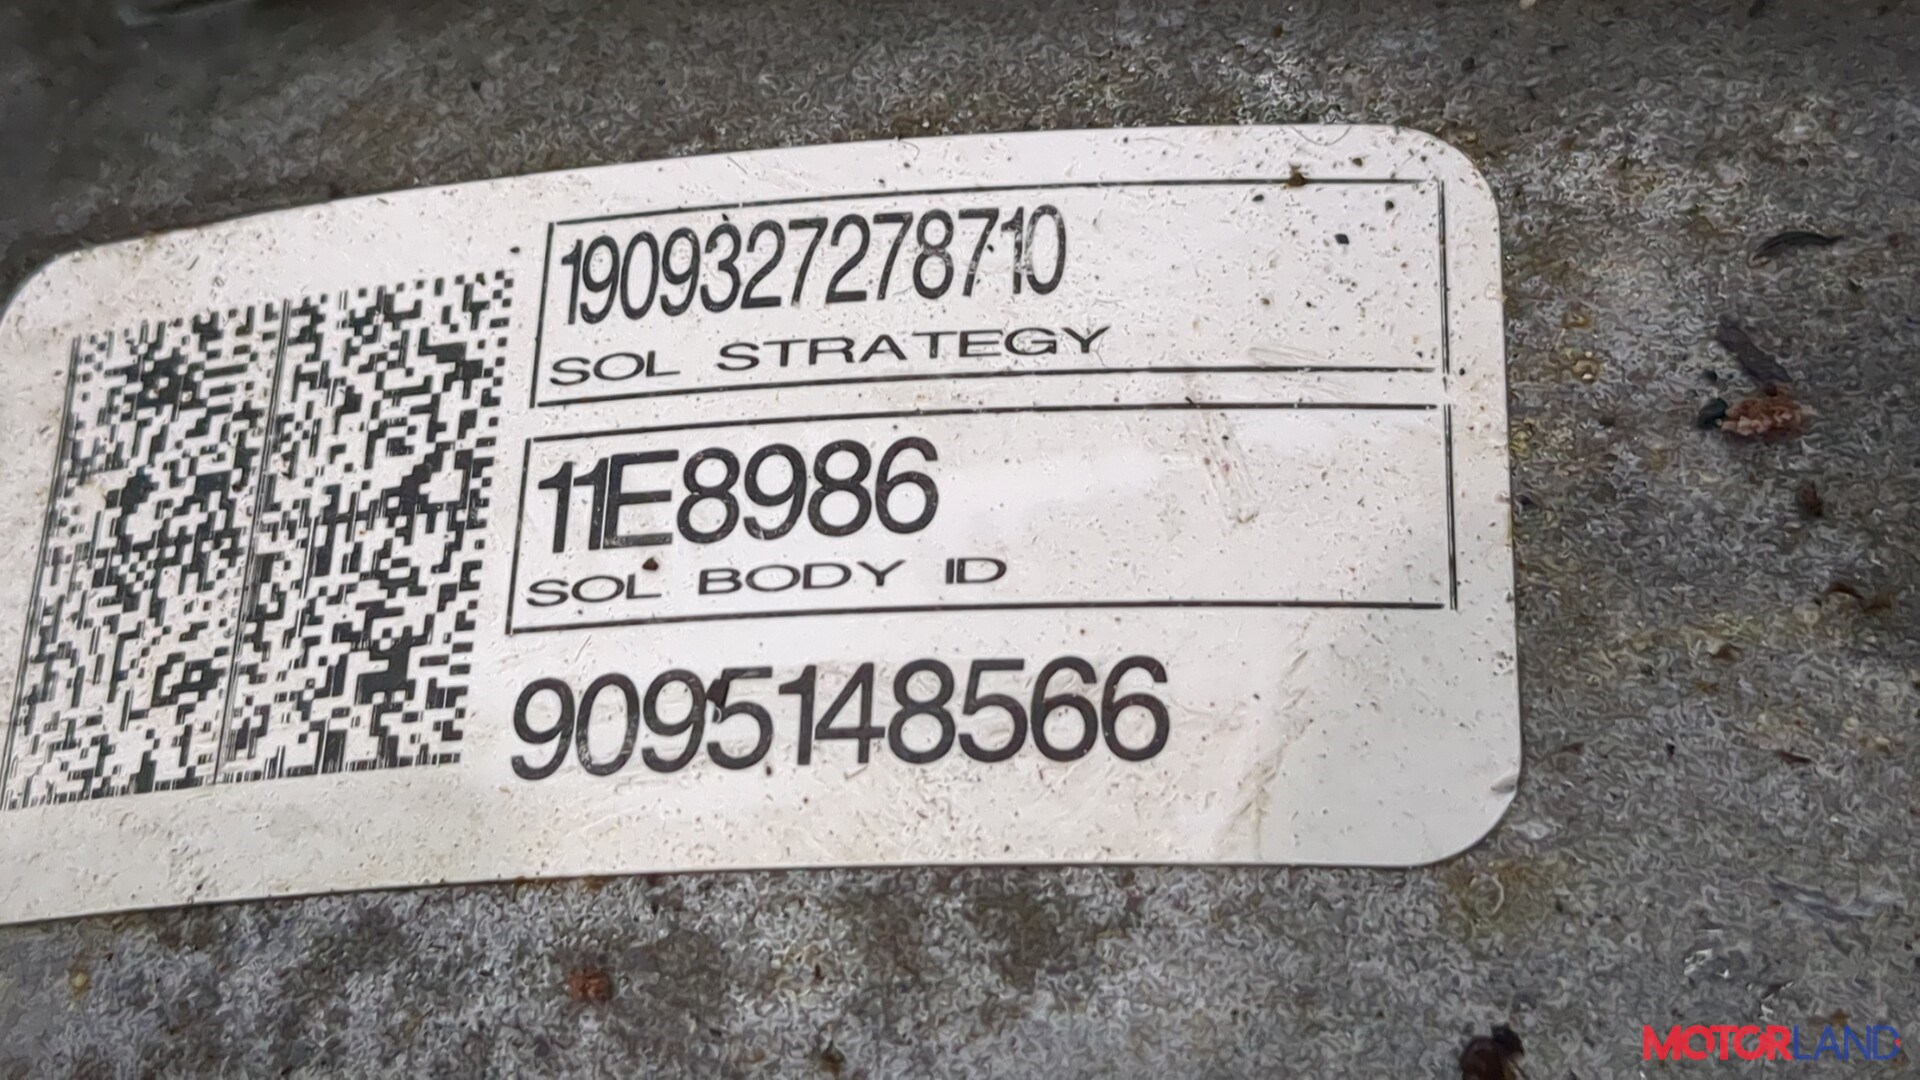 1909327278710
SOL STRATEGY
11E8986
SOL BODY ID
9095148566
MOTORLAND